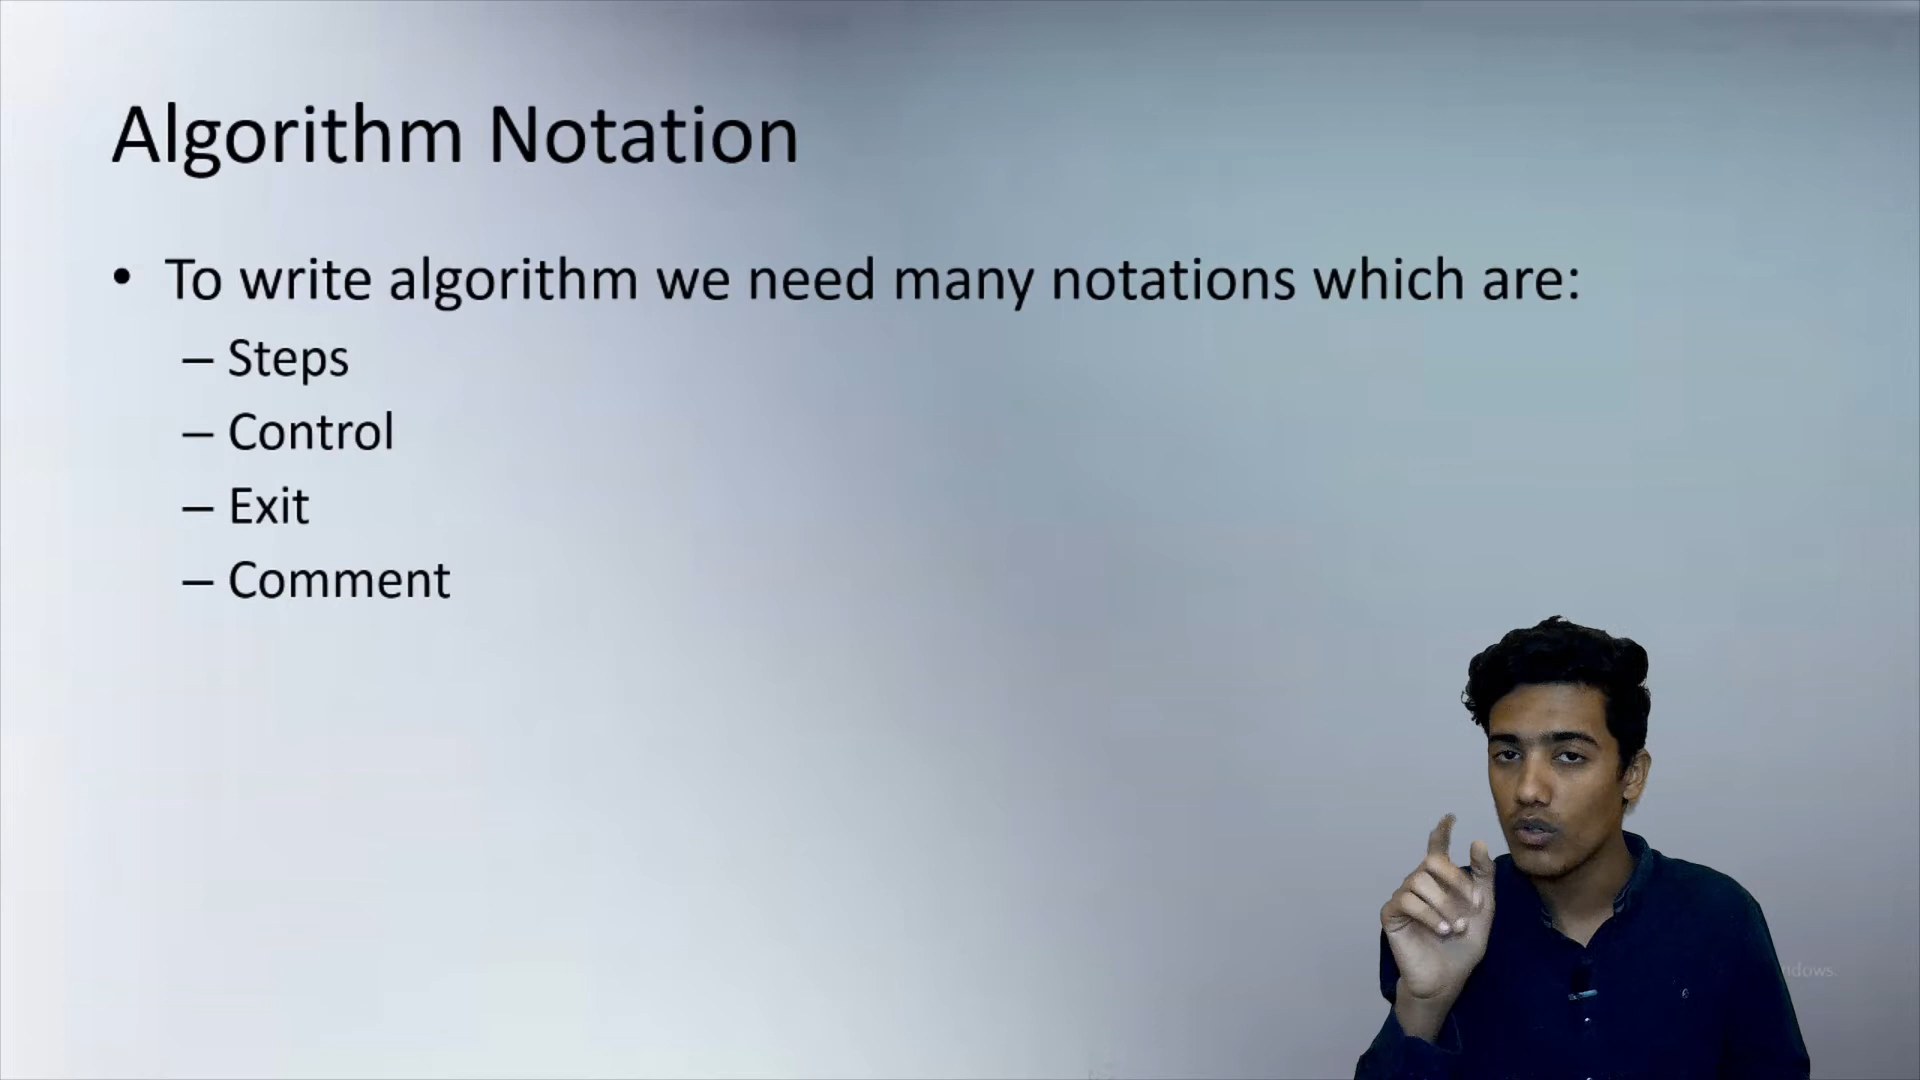 Algorithm Notation
• To write algorithm we need many notations which are:
– Steps
– Control
– Exit
– Comment